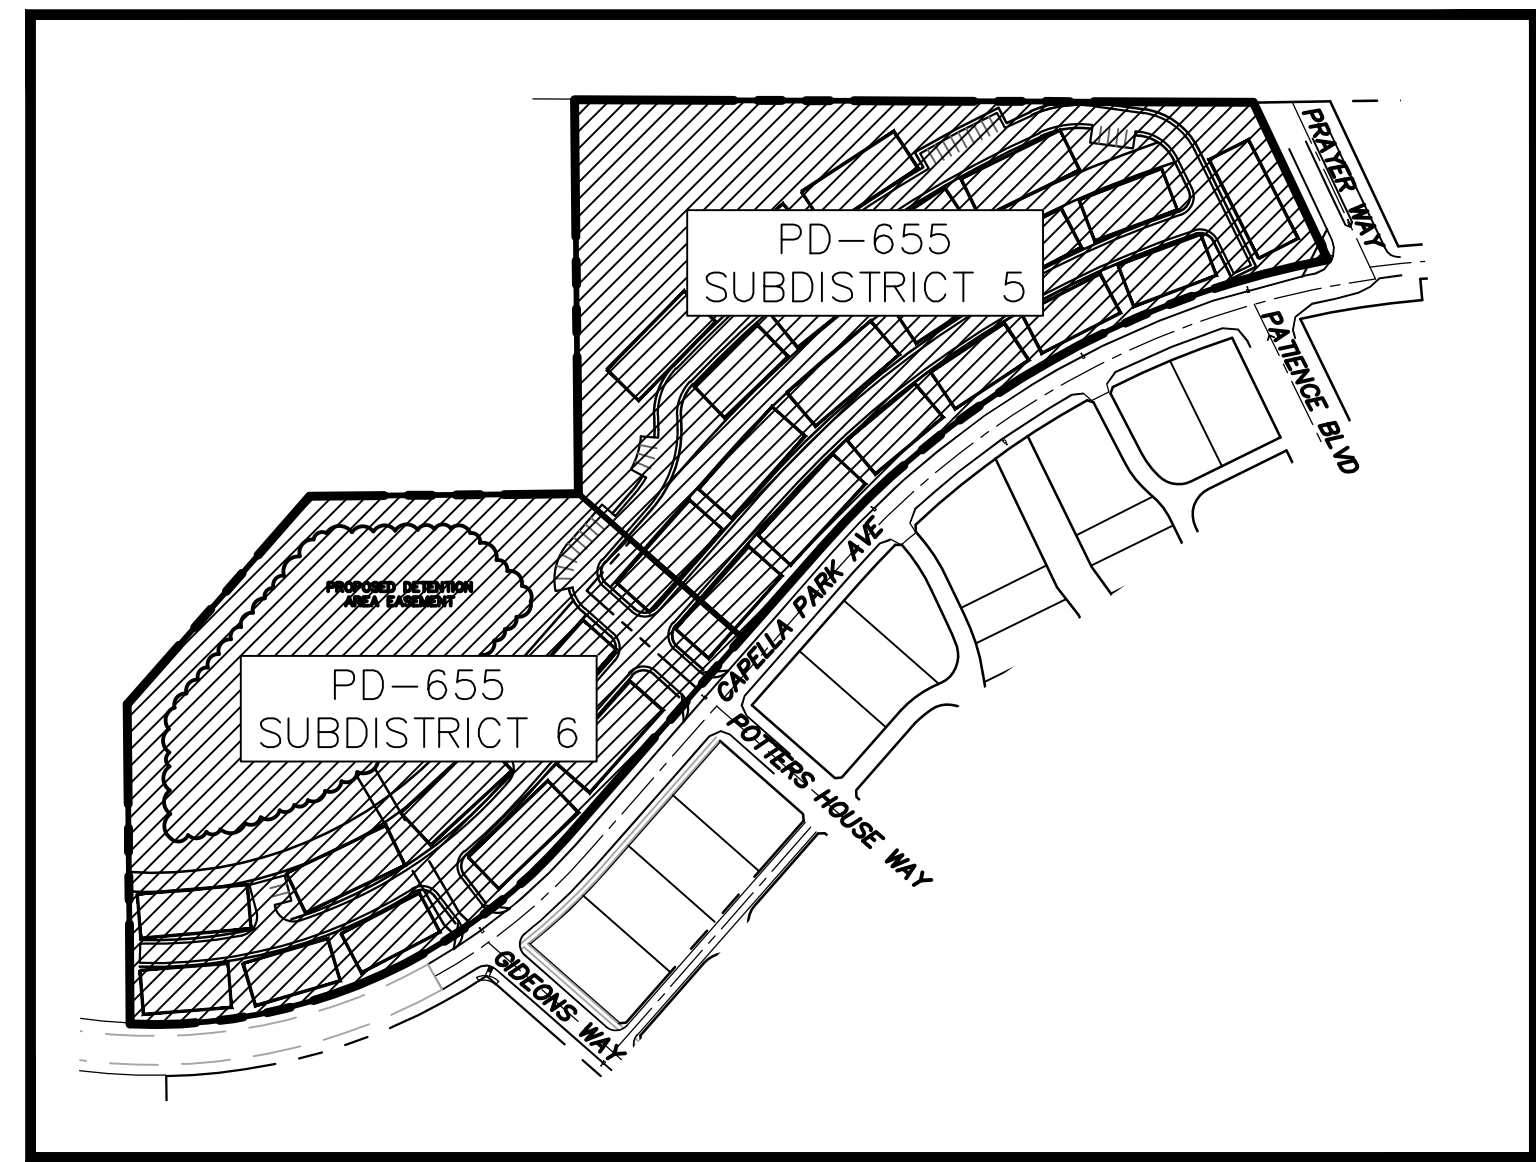 PRAYER WAY
PD-655
SUBDISTRICT 5
PATIENCE BLVD
CAPELLA PARK AVE
PROPOSED DETENTION
AREA EASEMENT
PD-655
SUBDISTRICT 6
POTTERS HOUSE WAY
GIDEONS WAY